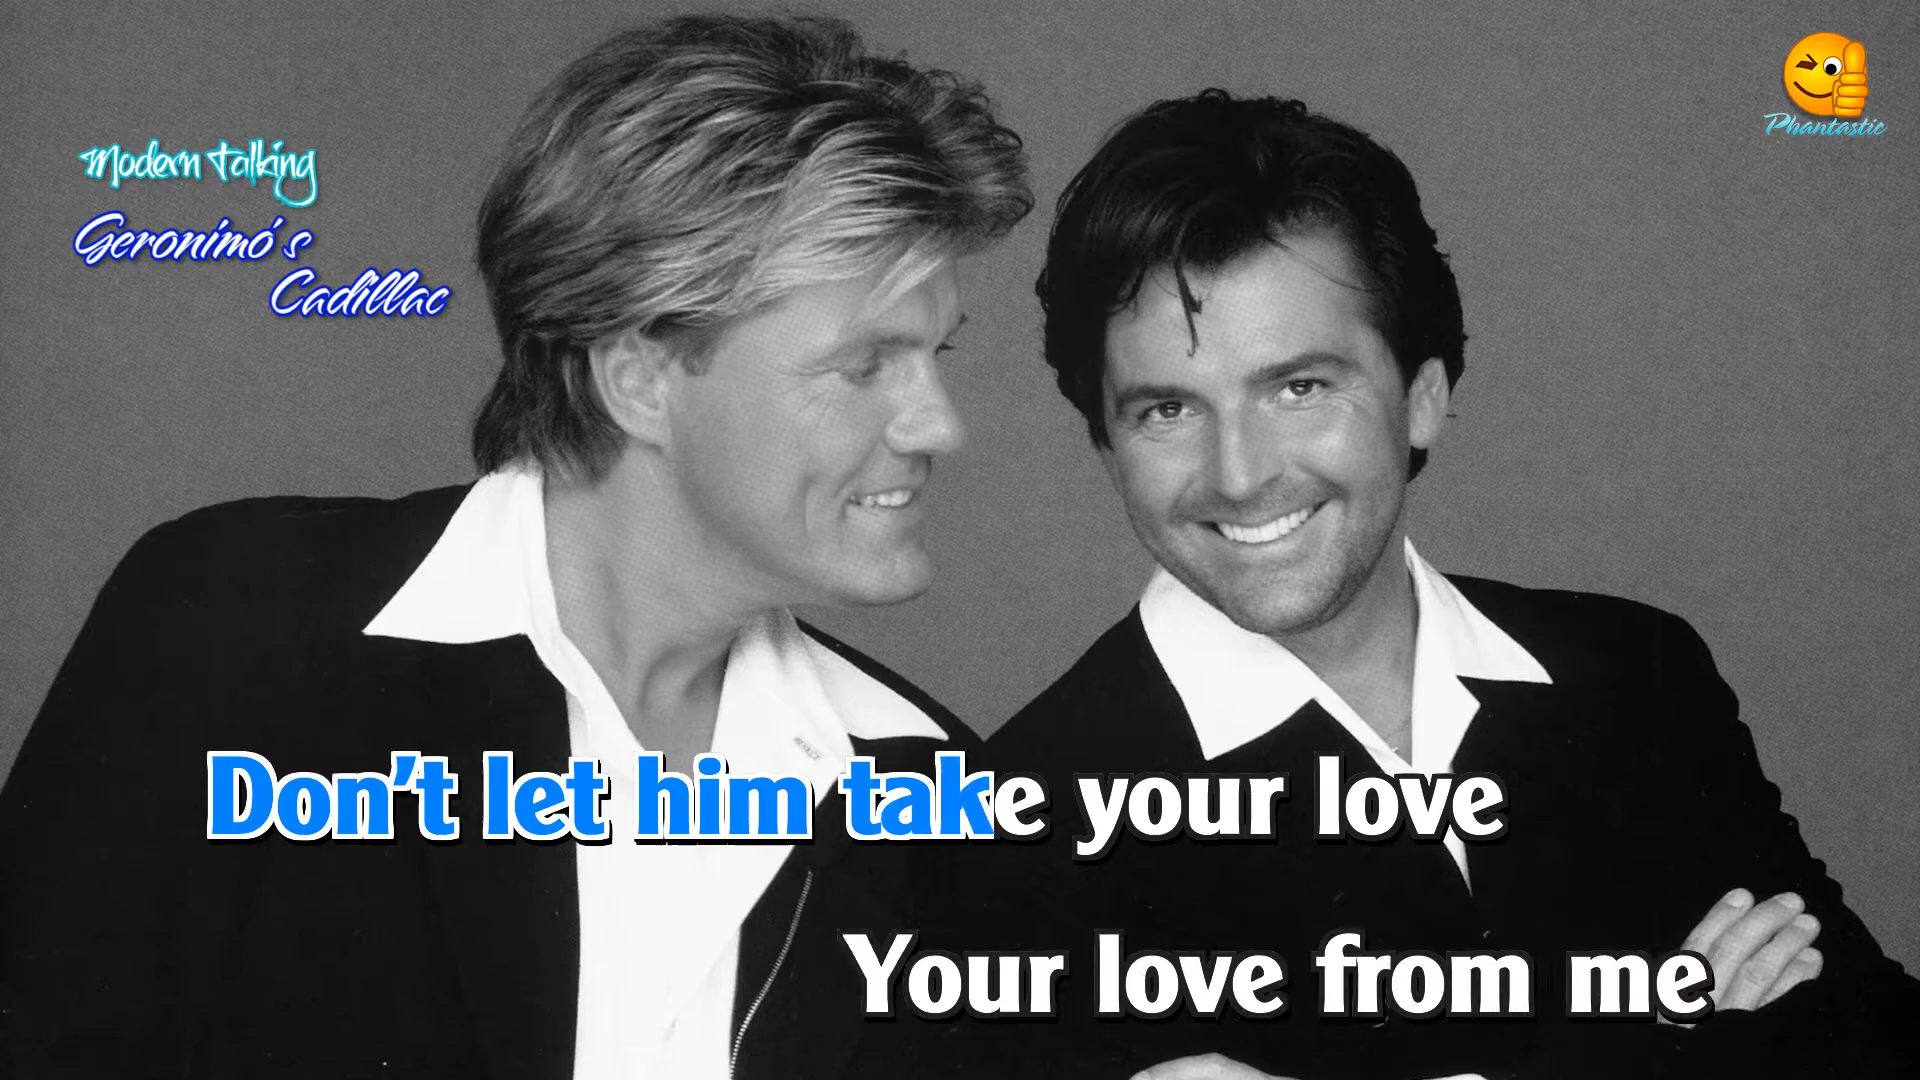 Modern Talking
Geronimó's
Cadillac
Phantastic
Don't let him take your love
Your love from me